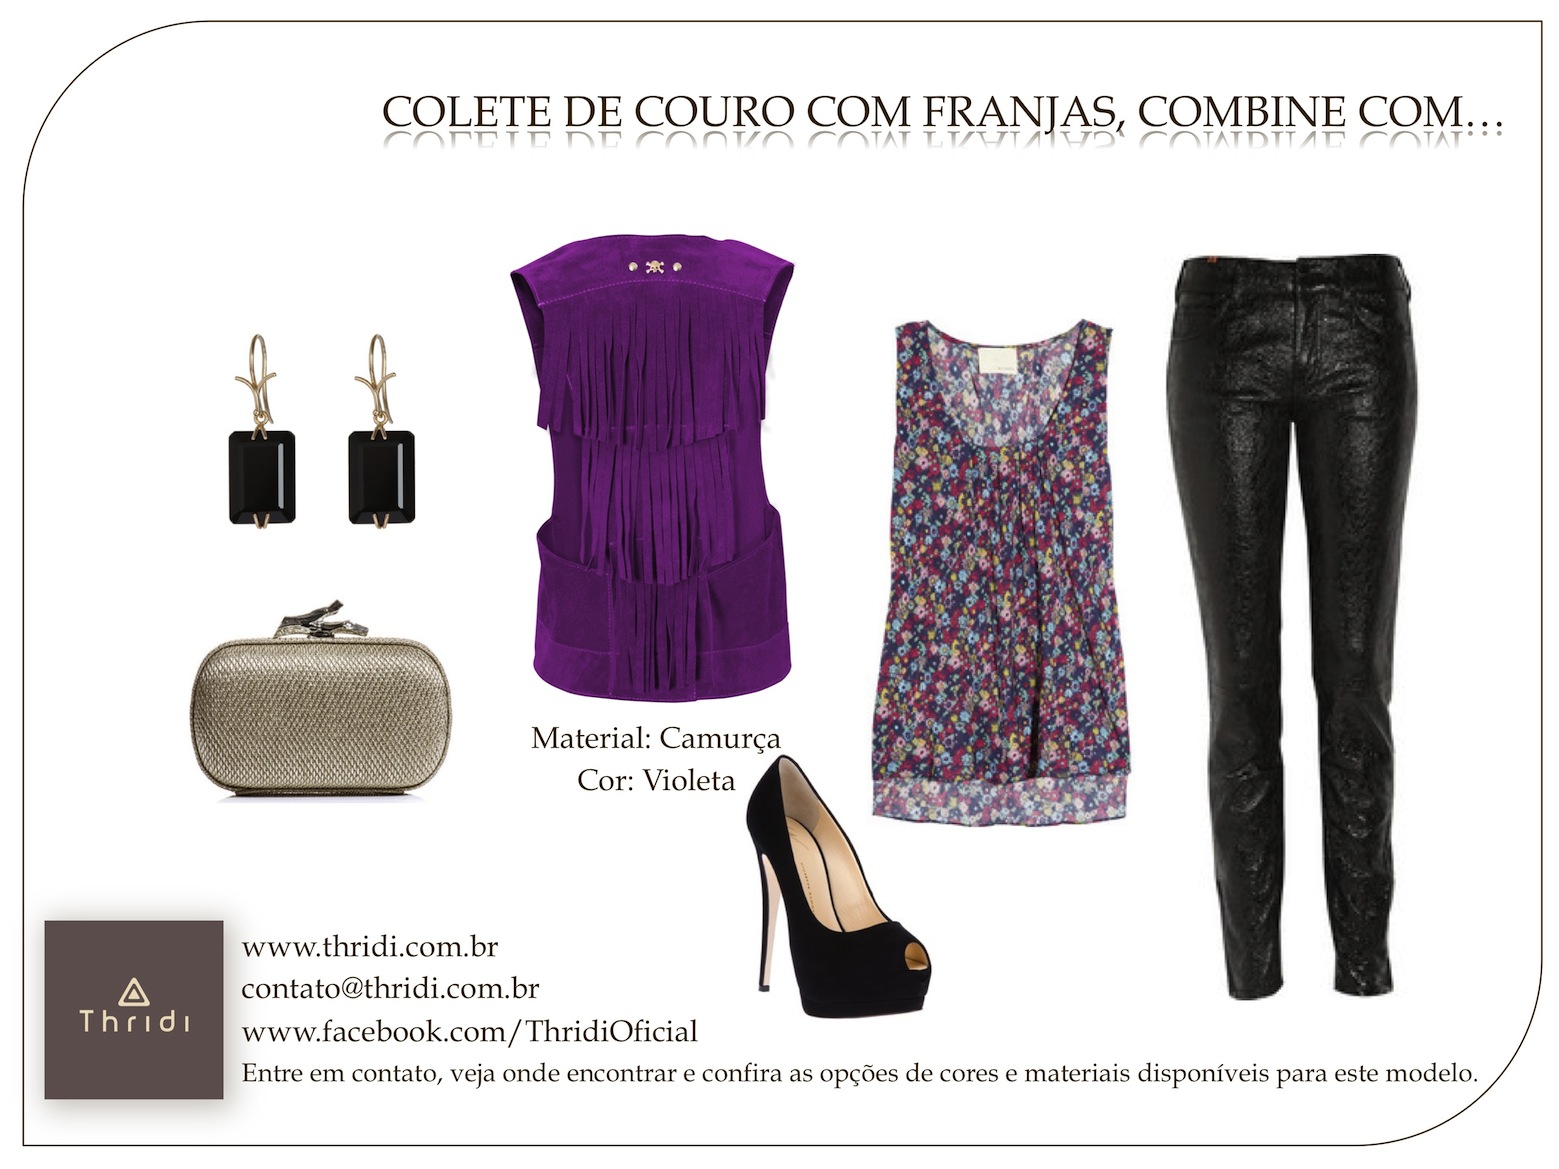 COLETE DE COURO COM FRANJAS, COMBINE COM...
Material: Camurça
Cor: Violeta
Thridi
www.thridi.com.br
contato@thridi.com.br
www.facebook.com/ThridiOficial
Entre em contato, veja onde encontrar e confira as opções de cores e materiais disponíveis para este modelo.